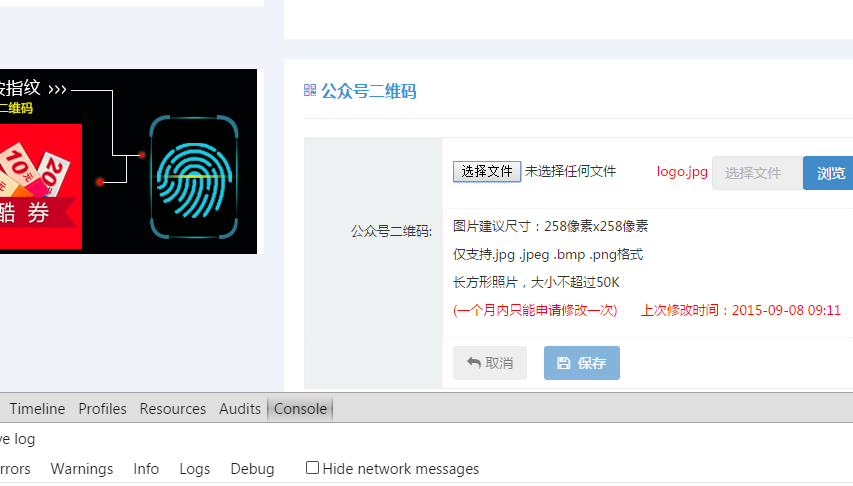 按指纹 >>>
二维码
10
元
20
元
酷 券
公众号二维码
选择文件 未选择任何文件 logo.jpg 选择文件 浏览
公众号二维码:
图片建议尺寸：258像素x258像素
仅支持.jpg .jpeg .bmp .png格式
长方形照片，大小不超过50K
(一个月内只能申请修改一次) 上次修改时间：2015-09-08 09:11
取消 保存
Timeline Profiles Resources Audits Console
ve log
rrors Warnings Info Logs Debug Hide network messages